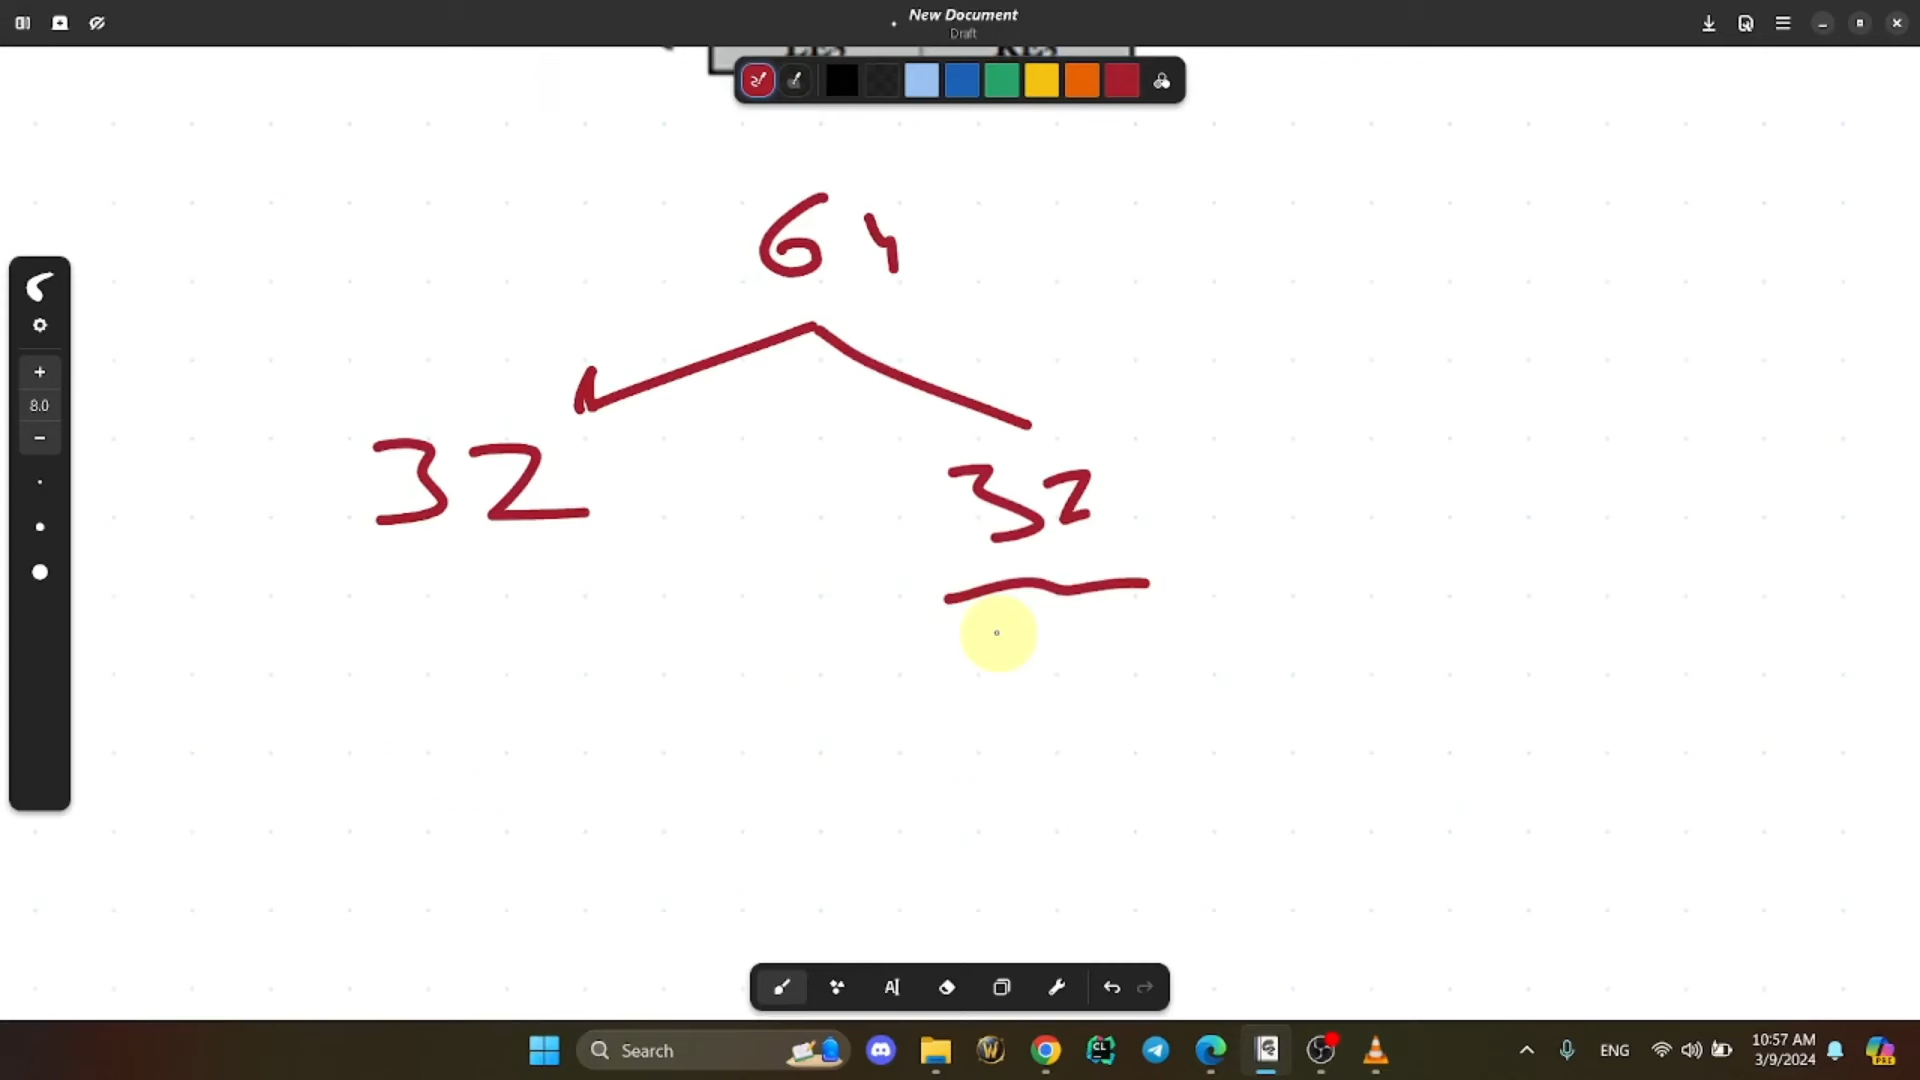 New Document
Draft
64
8.0
32
32
Search
10:57 AM
ENG
3/9/2024